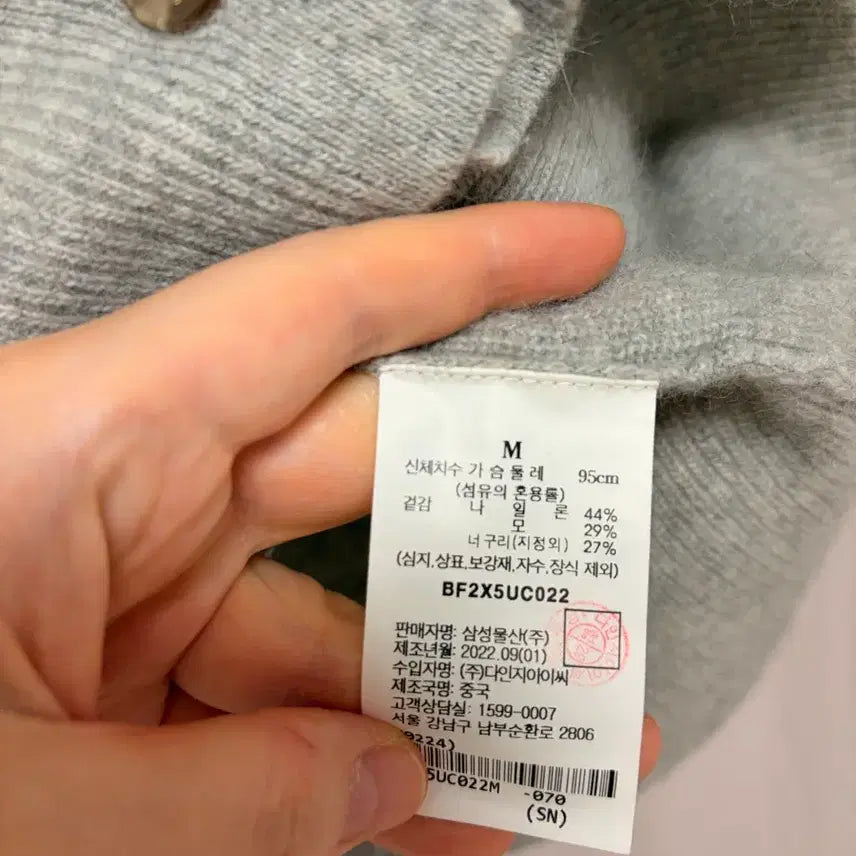 M
신체치수 가 슴 둘 레 95cm
(섬유의 혼용률)
겉감 나 일 론 44%
모 29%
너구리(지정외) 27%
(심지,상표,보강재,자수,장식 제외)
BF2X5UC022
판매자명: 삼성물산(주)
제조년월: 2022.09(01)
수입자명: (주)다인지아이씨
제조국명: 중국
고객상담실: 1599-0007
서울 강남구 남부순환로 2806
9224)
5UC022M -070
(SN)